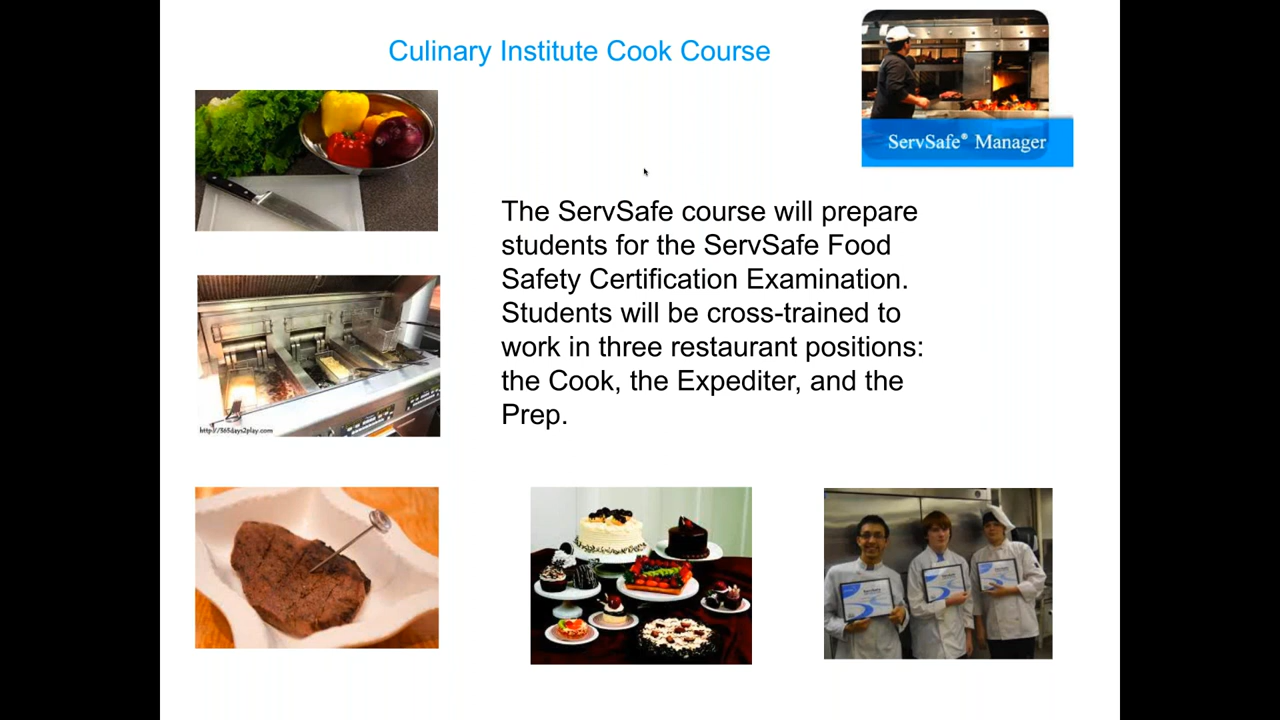 Culinary Institute Cook Course
ServSafe® Manager
The ServSafe course will prepare
students for the ServSafe Food
Safety Certification Examination.
Students will be cross-trained to
work in three restaurant positions:
the Cook, the Expediter, and the
Prep.
http://365days2play.com